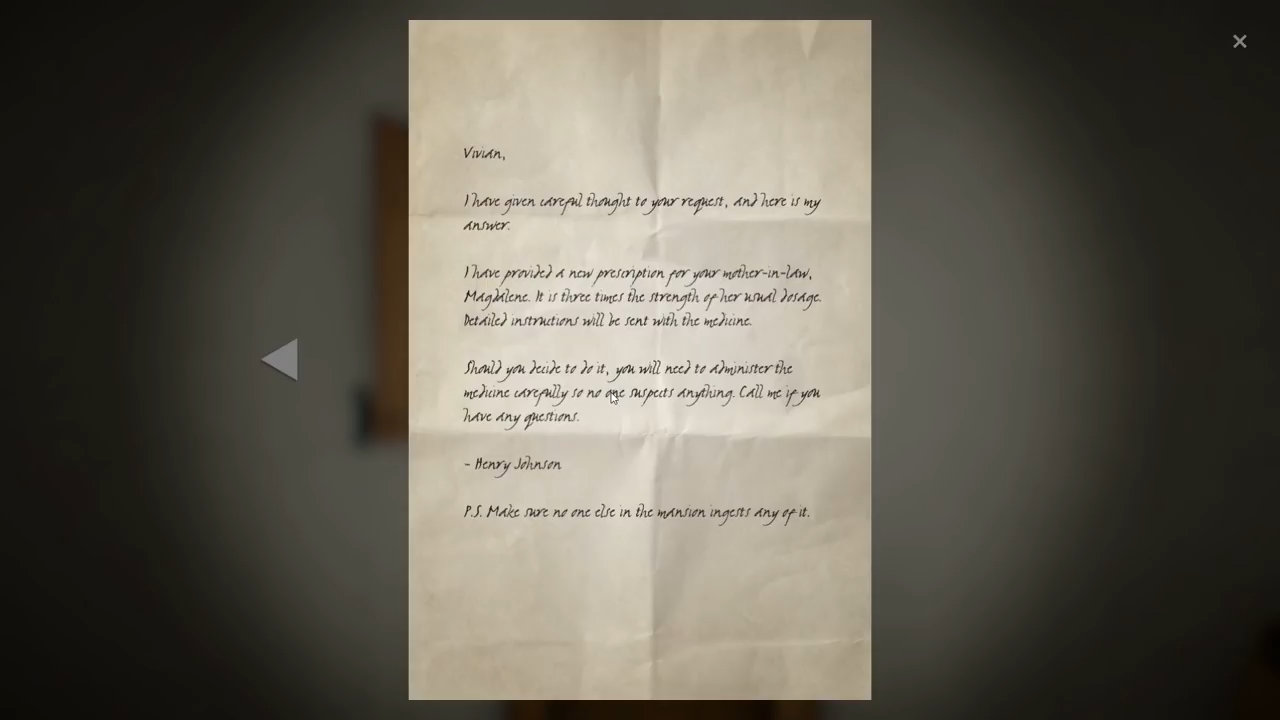 Vivian,
I have given careful thought to your request, and here is my
answer.
I have provided a new prescription for your mother-in-law,
Magdalene. It is three times the strength of her usual dosage.
Detailed instructions will be sent with the medicine.
Should you decide to do it, you will need to administer the
medicine carefully so no one suspects anything. Call me if you
have any questions.
- Henry Johnson
P.S. Make sure no one else in the mansion ingests any of it.